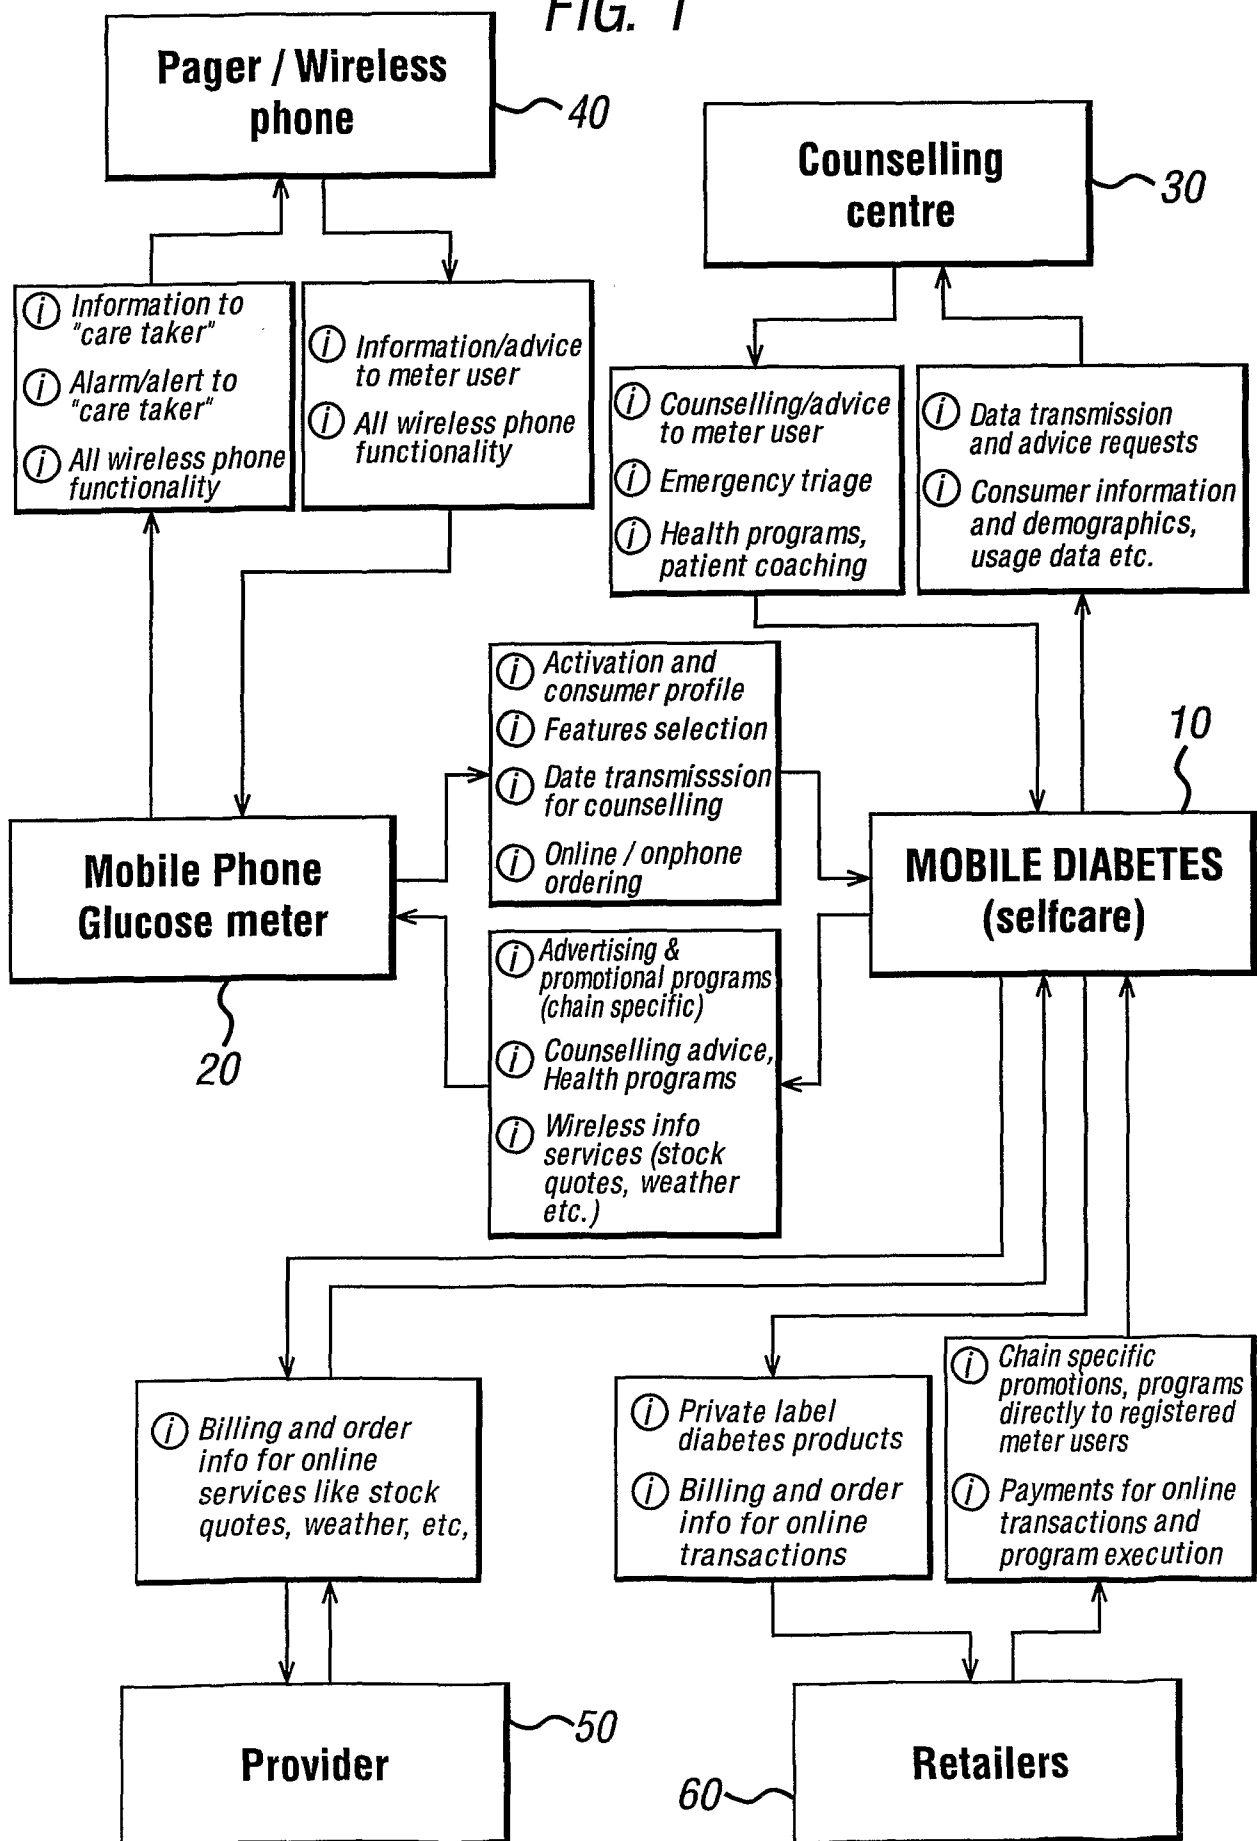 FIG. 1
Pager / Wireless
phone
40
Counselling
centre
30
i Information to
"care taker"
i Alarm/alert to
"care taker"
i All wireless phone
functionality
i Information/advice
to meter user
i All wireless phone
functionality
i Counselling/advice
to meter user
i Emergency triage
i Health programs,
patient coaching
i Data transmission
and advice requests
i Consumer information
and demographics,
usage data etc.
i Activation and
consumer profile
i Features selection
i Date transmisssion
for counselling
i Online / onphone
ordering
10
Mobile Phone
Glucose meter
20
MOBILE DIABETES
(selfcare)
i Advertising &
promotional programs
(chain specific)
i Counselling advice,
Health programs
i Wireless info
services (stock
quotes, weather
etc.)
i Billing and order
info for online
services like stock
quotes, weather, etc,
i Private label
diabetes products
i Billing and order
info for online
transactions
i Chain specific
promotions, programs
directly to registered
meter users
i Payments for online
transactions and
program execution
Provider
50
Retailers
60